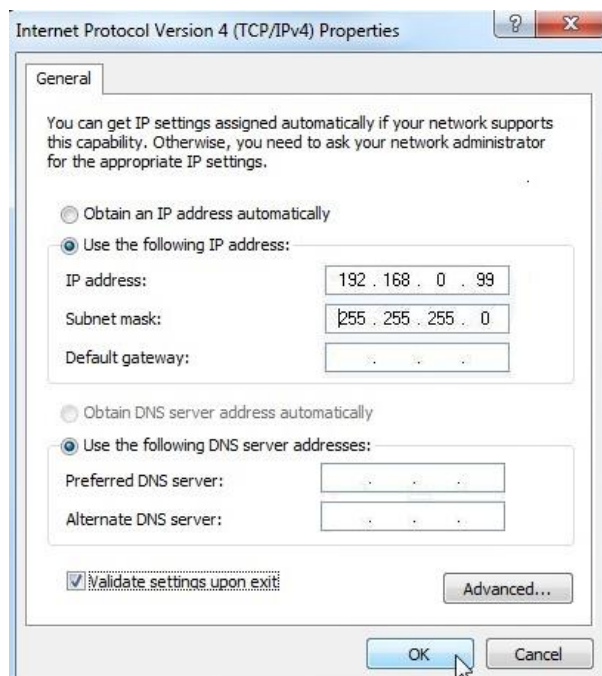 Internet Protocol Version 4 (TCP/IPv4) Properties
General
You can get IP settings assigned automatically if your network supports
this capability. Otherwise, you need to ask your network administrator
for the appropriate IP settings.
Obtain an IP address automatically
Use the following IP address:
IP address: 192 . 168 . 0 . 99
Subnet mask: 255 . 255 . 255 . 0
Default gateway: . . .
Obtain DNS server address automatically
Use the following DNS server addresses:
Preferred DNS server: . . .
Alternate DNS server: . . .
Validate settings upon exit
Advanced...
OK Cancel